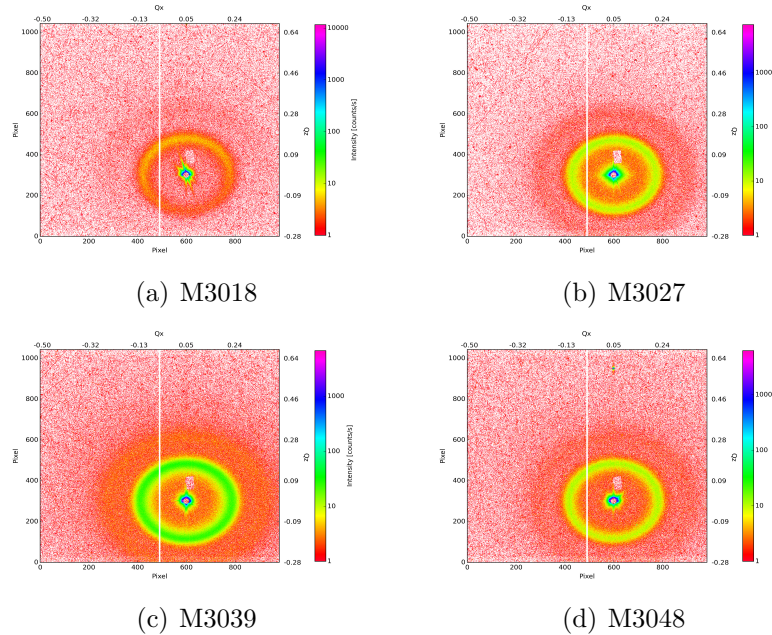 Qx
-0.50 -0.32 -0.13 0.05 0.24
1000 800 600 400 200 0
Pixel
0 200 400 600 800
Pixel
0.64 0.46 0.28 0.09 -0.09 -0.28
Qz
10000 1000 100 10 1
Intensity [counts/s]
(a) M3018
Qx
-0.50 -0.32 -0.13 0.05 0.24
1000 800 600 400 200 0
Pixel
0 200 400 600 800
Pixel
0.64 0.46 0.28 0.09 -0.09 -0.28
Qz
1000 100 10 1
(b) M3027
Qx
-0.50 -0.32 -0.13 0.05 0.24
1000 800 600 400 200 0
Pixel
0 200 400 600 800
Pixel
0.64 0.46 0.28 0.09 -0.09 -0.28
Qz
1000 100 10 1
Intensity [counts/s]
(c) M3039
Qx
-0.50 -0.32 -0.13 0.05 0.24
1000 800 600 400 200 0
Pixel
0 200 400 600 800
Pixel
0.64 0.46 0.28 0.09 -0.09 -0.28
Qz
1000 100 10 1
(d) M3048